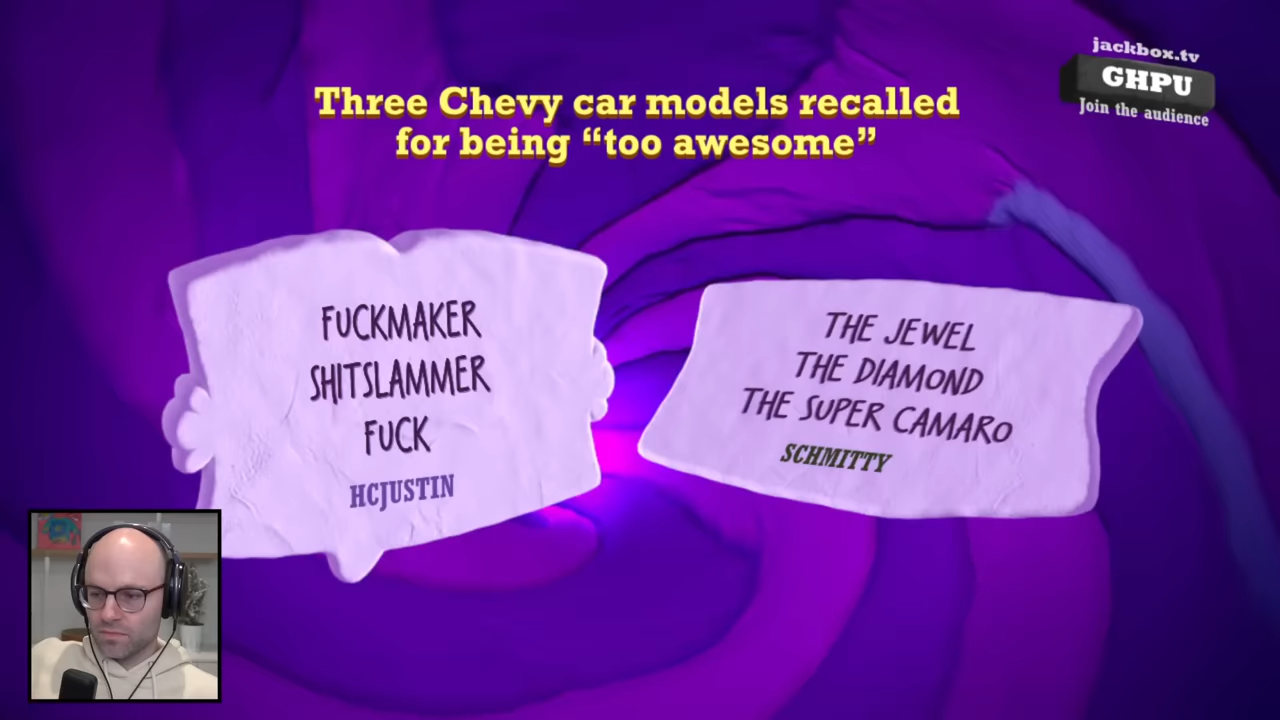 jackbox.tv
GHPU
Join the audience
Three Chevy car models recalled
for being “too awesome”
FUCKMAKER
SHITSLAMMER
FUCK
HCJUSTIN
THE JEWEL
THE DIAMOND
THE SUPER CAMARO
SCHMITTY